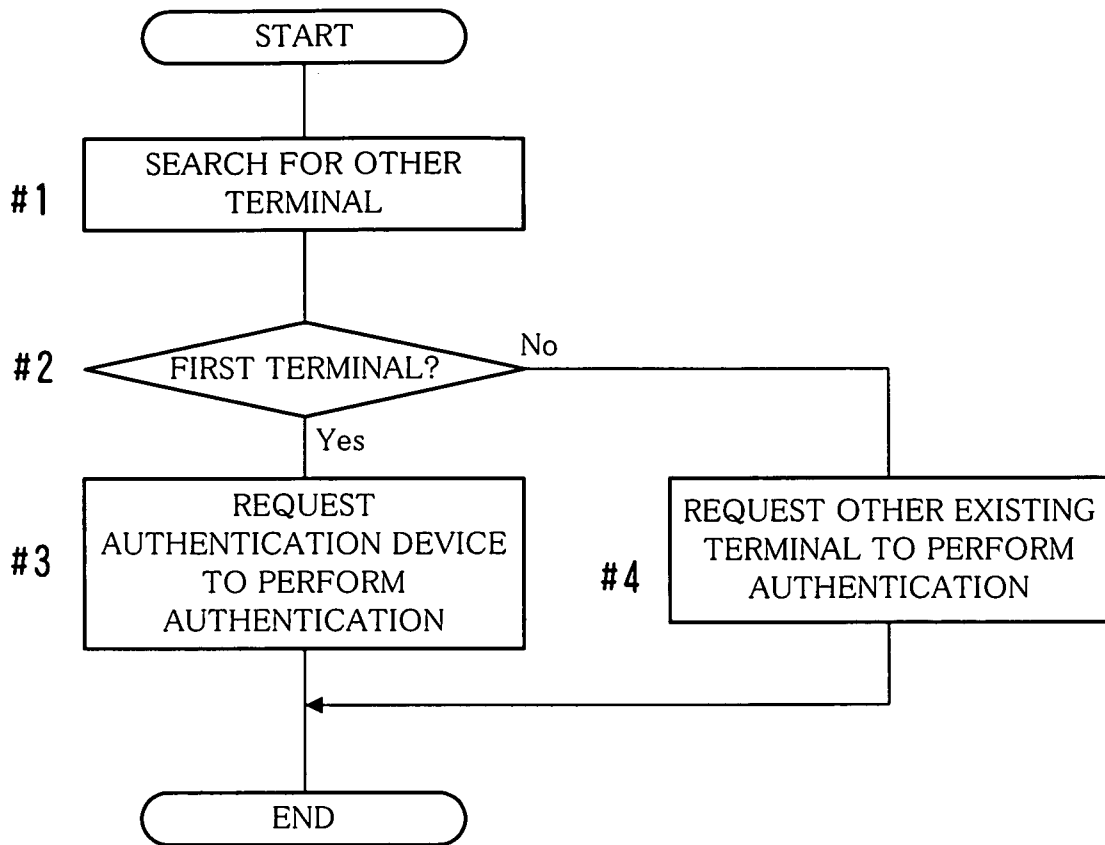 START
SEARCH FOR OTHER
TERMINAL
#1
FIRST TERMINAL?
#2
No
Yes
REQUEST
AUTHENTICATION DEVICE
TO PERFORM
AUTHENTICATION
#3
REQUEST OTHER EXISTING
TERMINAL TO PERFORM
AUTHENTICATION
#4
END